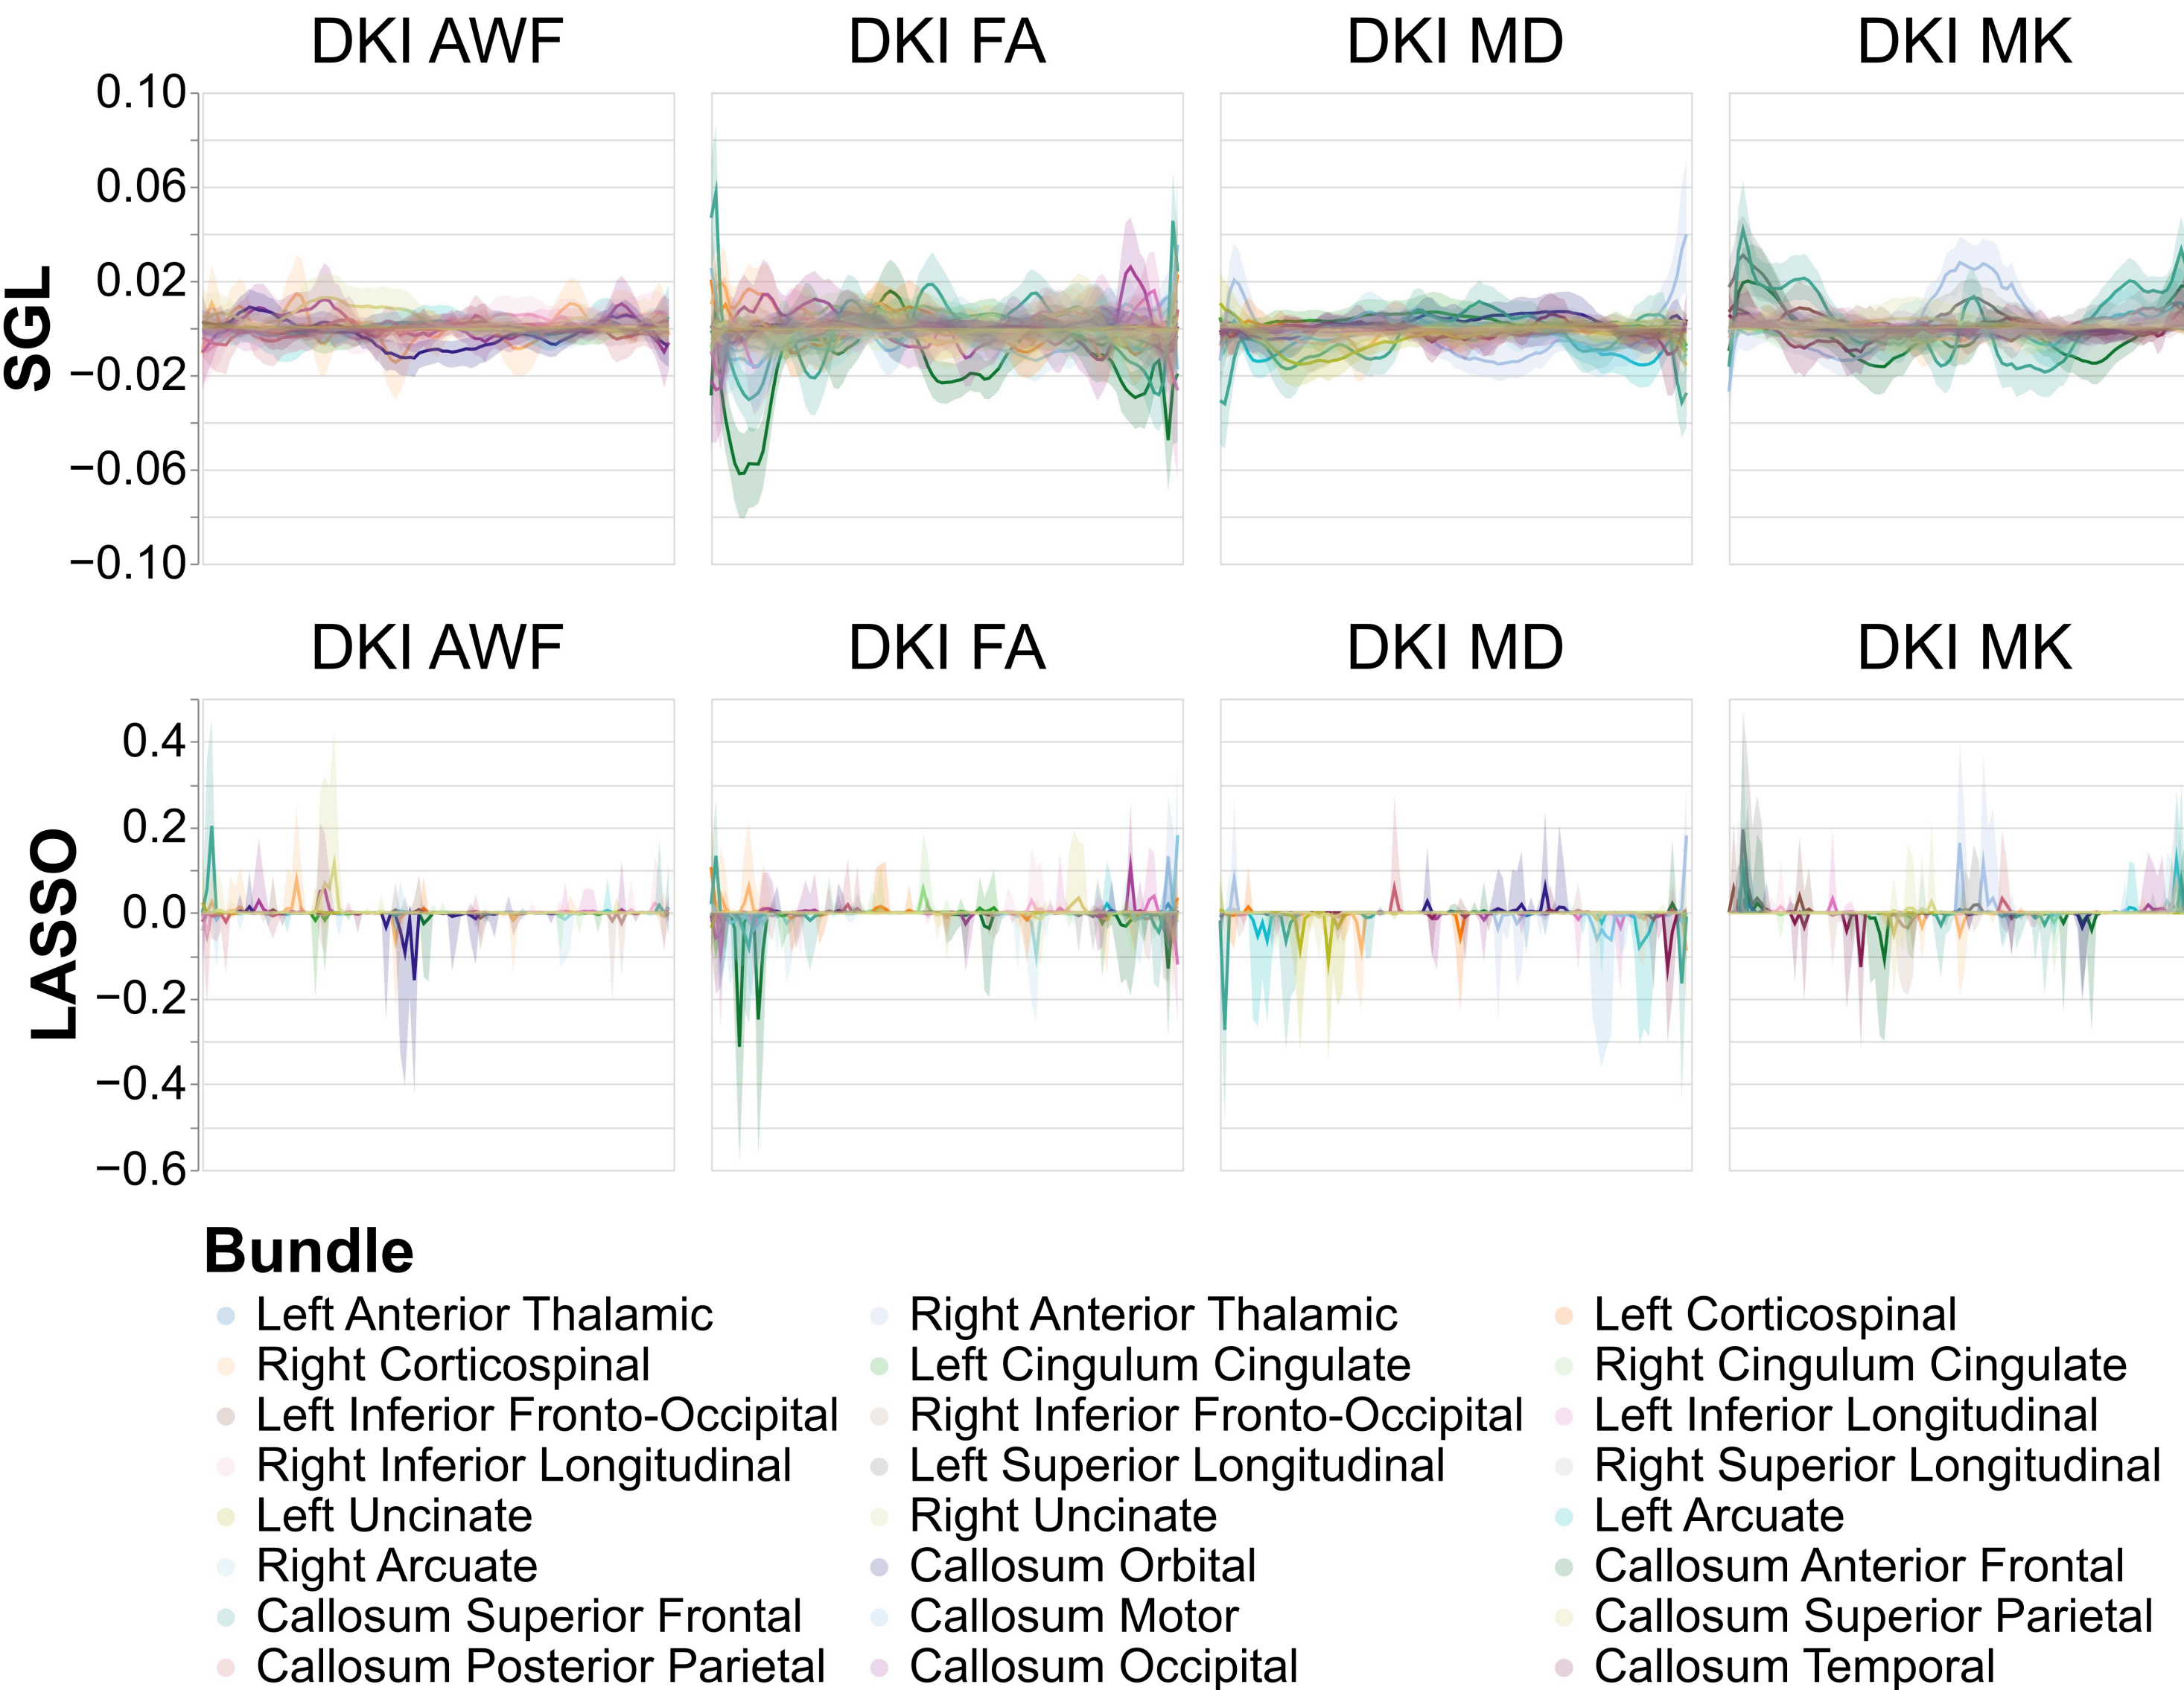 DKI AWF DKI FA DKI MD DKI MK
SGL
0.10
0.06
0.02
−0.02
−0.06
−0.10
DKI AWF DKI FA DKI MD DKI MK
LASSO
0.4
0.2
0.0
−0.2
−0.4
−0.6
Bundle
Left Anterior Thalamic Right Anterior Thalamic Left Corticospinal
Right Corticospinal Left Cingulum Cingulate Right Cingulum Cingulate
Left Inferior Fronto-Occipital Right Inferior Fronto-Occipital Left Inferior Longitudinal
Right Inferior Longitudinal Left Superior Longitudinal Right Superior Longitudinal
Left Uncinate Right Uncinate Left Arcuate
Right Arcuate Callosum Orbital Callosum Anterior Frontal
Callosum Superior Frontal Callosum Motor Callosum Superior Parietal
Callosum Posterior Parietal Callosum Occipital Callosum Temporal